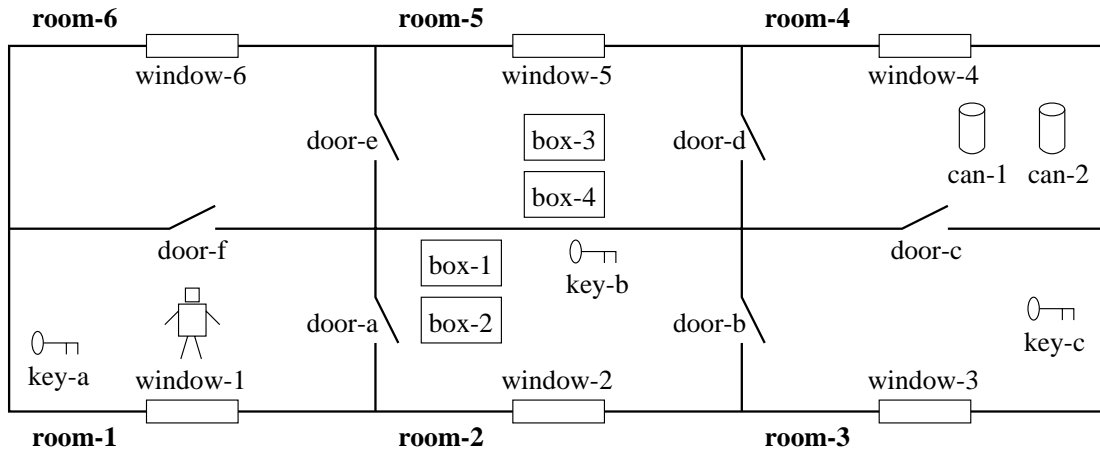 room-6
room-5
room-4
window-6
window-5
window-4
door-e
box-3
door-d
box-4
can-1
can-2
door-f
box-1
key-b
door-c
door-a
box-2
door-b
key-a
window-1
window-2
window-3
key-c
room-1
room-2
room-3